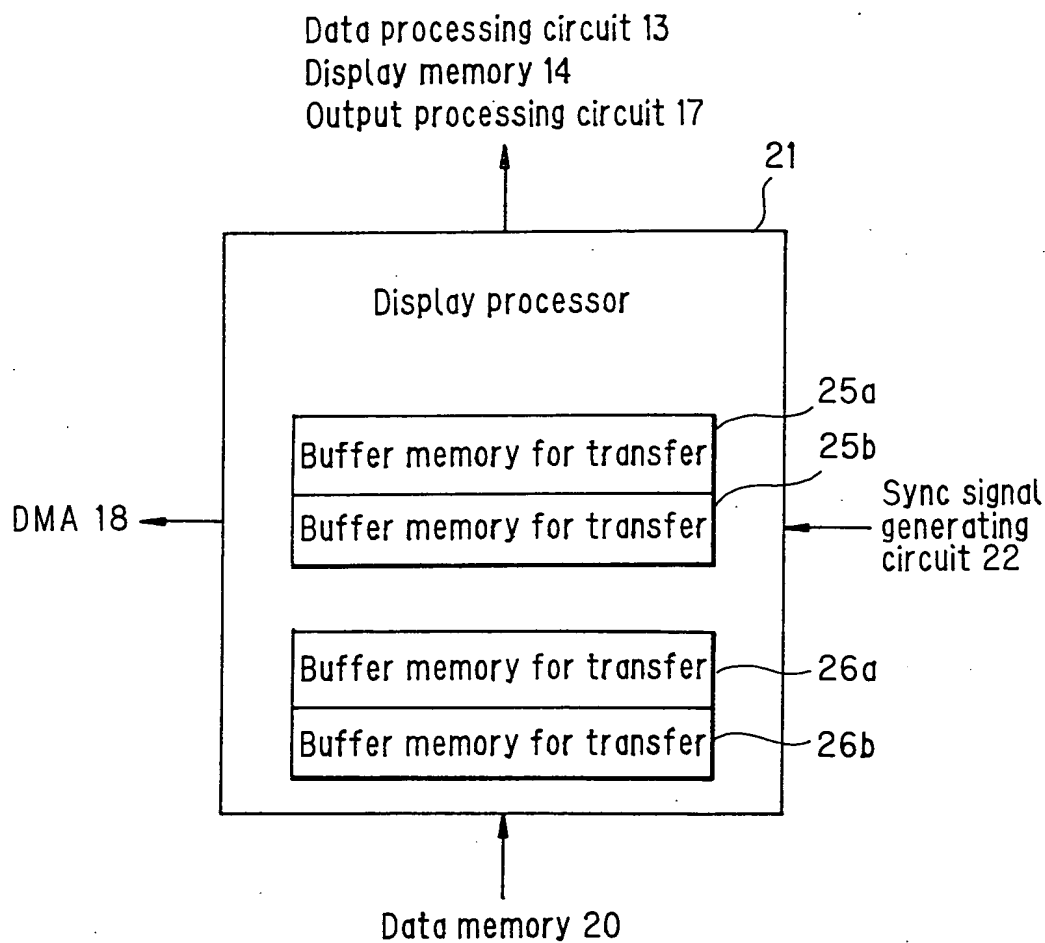 Data processing circuit 13
Display memory 14
Output processing circuit 17
21
Display processor
25a
Buffer memory for transfer
25b
Buffer memory for transfer
DMA 18
Sync signal
generating
circuit 22
Buffer memory for transfer
26a
Buffer memory for transfer
26b
Data memory 20